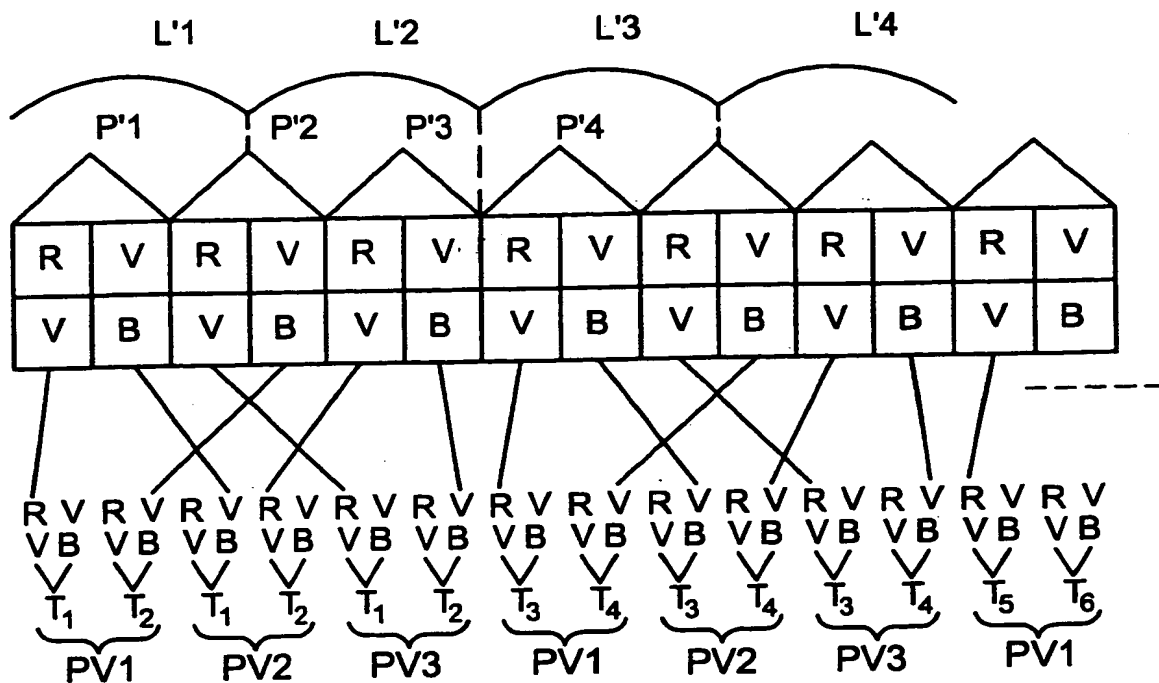 L'1 L'2 L'3 L'4
P'1 P'2 P'3 P'4
R V R V R V R V R V R V R V
V B V B V B V B V B V B V B
R V R V R V R V R V R V R V R V R V R V R V R V R V R V
V B V B V B V B V B V B V B V B V B V B V B V B V B V B
T1 T2 T1 T2 T1 T2 T3 T4 T3 T4 T3 T4 T5 T6
PV1 PV2 PV3 PV1 PV2 PV3 PV1